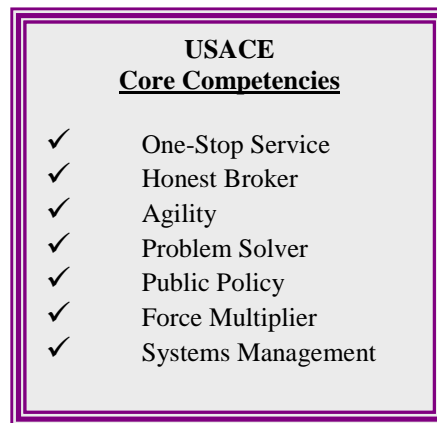 USACE
Core Competencies
✓ One-Stop Service
✓ Honest Broker
✓ Agility
✓ Problem Solver
✓ Public Policy
✓ Force Multiplier
✓ Systems Management